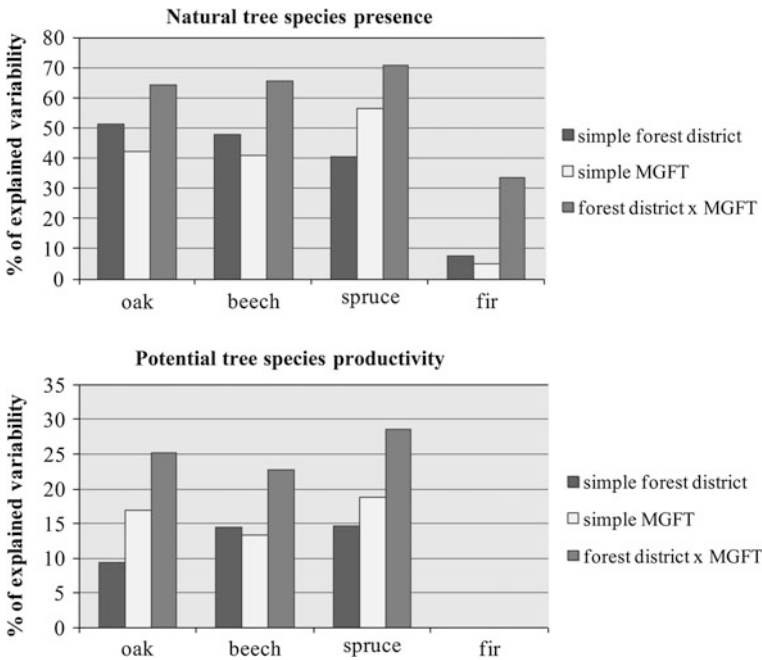 Natural tree species presence
% of explained variability
80
70
60
50
40
30
20
10
0
oak beech spruce fir
simple forest district
simple MGFT
forest district x MGFT
Potential tree species productivity
% of explained variability
35
30
25
20
15
10
5
0
oak beech spruce fir
simple forest district
simple MGFT
forest district x MGFT